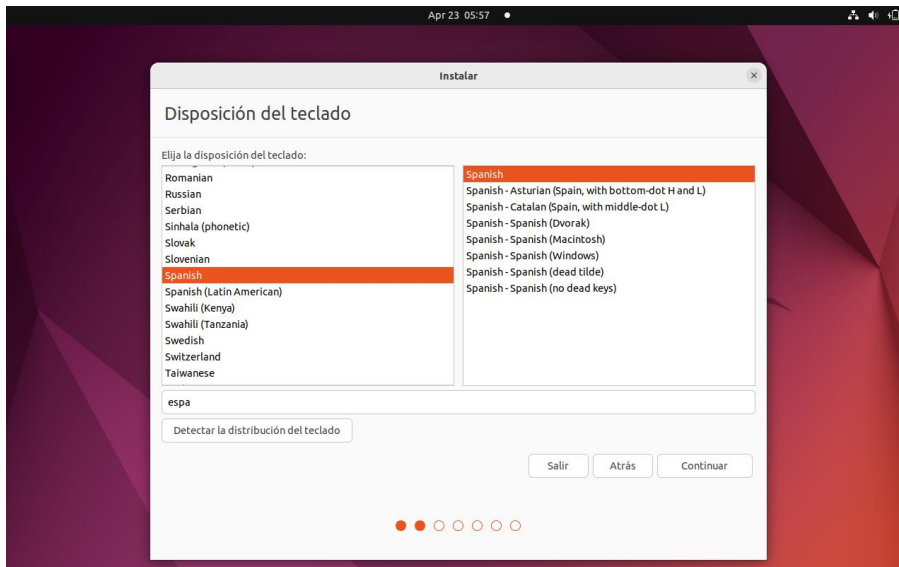 Apr 23 05:57
Instalar
Disposición del teclado
Elija la disposición del teclado:
Romanian
Russian
Serbian
Sinhala (phonetic)
Slovak
Slovenian
Spanish
Spanish (Latin American)
Swahili (Kenya)
Swahili (Tanzania)
Swedish
Switzerland
Taiwanese
Spanish
Spanish - Asturian (Spain, with bottom-dot H and L)
Spanish - Catalan (Spain, with middle-dot L)
Spanish - Spanish (Dvorak)
Spanish - Spanish (Macintosh)
Spanish - Spanish (Windows)
Spanish - Spanish (dead tilde)
Spanish - Spanish (no dead keys)
espa
Detectar la distribución del teclado
Salir
Atrás
Continuar